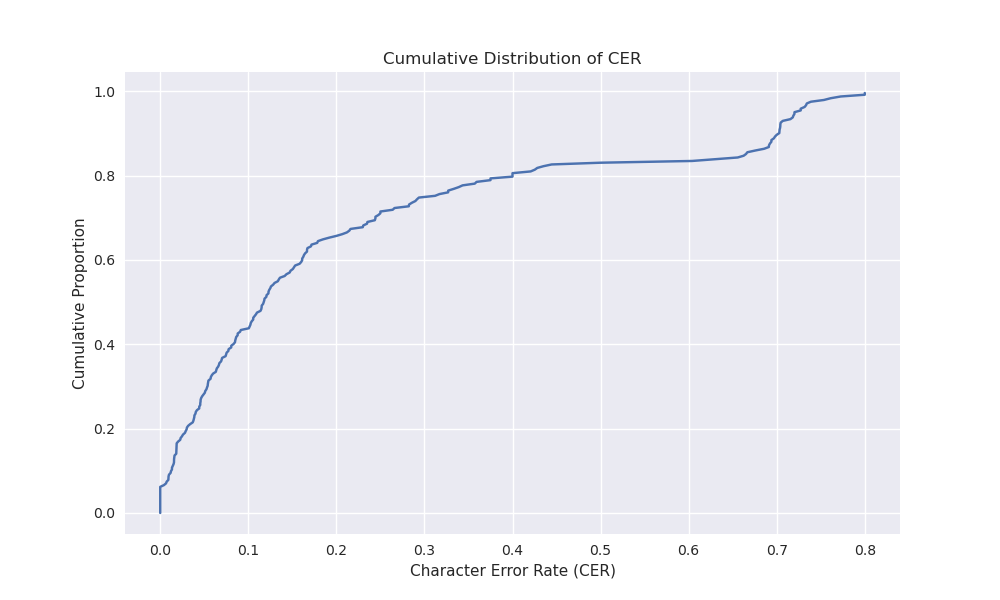 Cumulative Distribution of CER
1.0
0.8
0.6
0.4
0.2
0.0
Cumulative Proportion
0.0 0.1 0.2 0.3 0.4 0.5 0.6 0.7 0.8
Character Error Rate (CER)